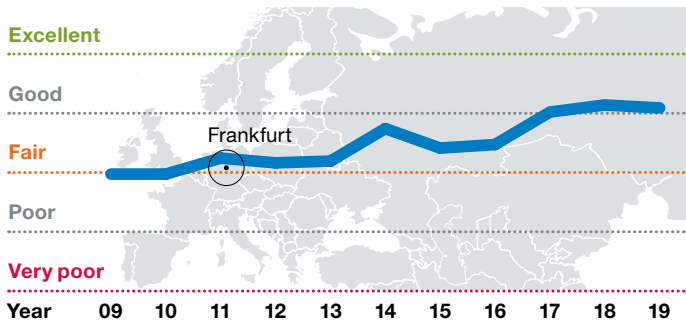 Excellent
Good
Frankfurt
Fair
Poor
Very poor
Year 09 10 11 12 13 14 15 16 17 18 19